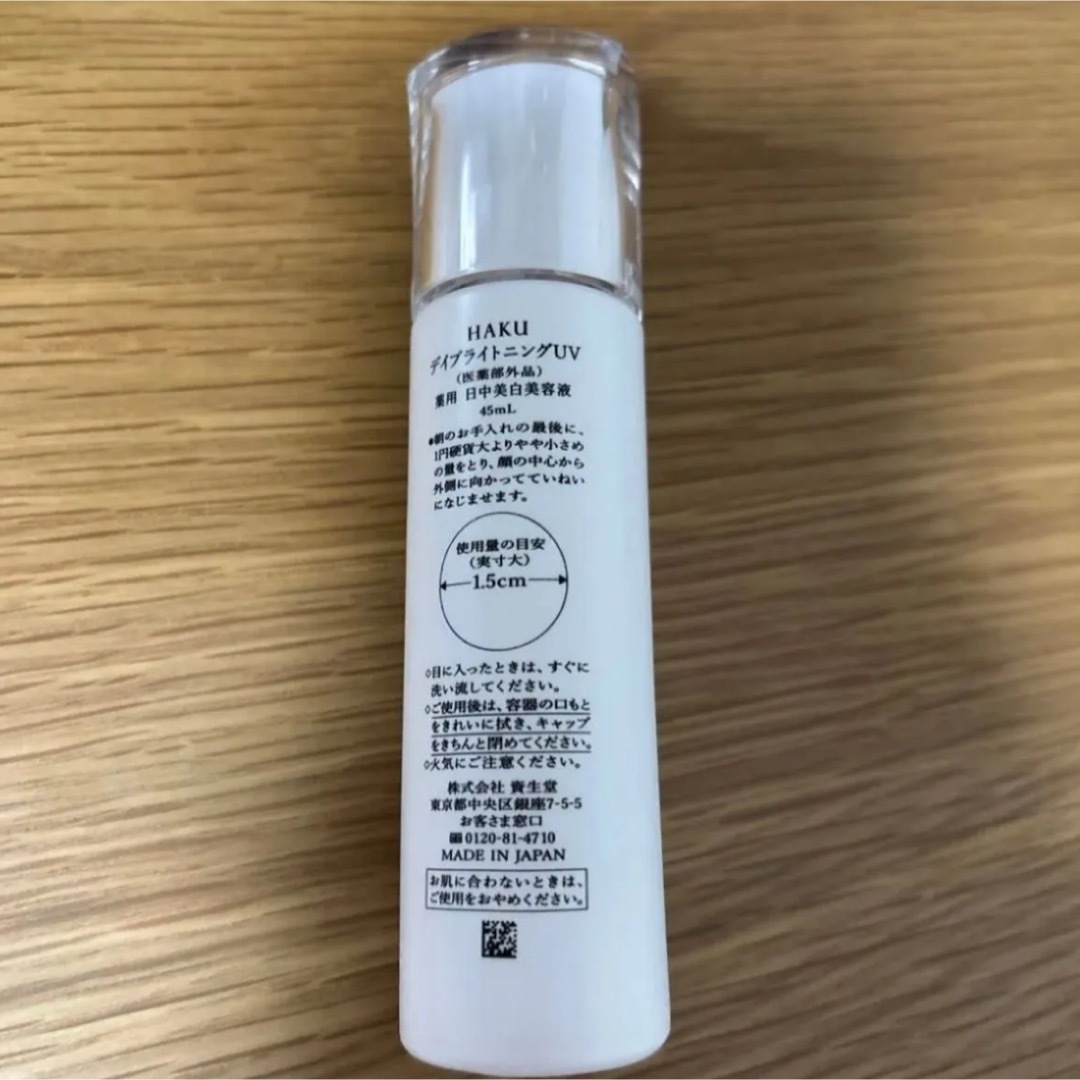 HAKU
デイブライトニングUV
（医薬部外品）
薬用 日中美白美容液
45mL
●朝のお手入れの最後に、
1円硬貨大よりやや小さめ
の量をとり、顔の中心から
外側に向かってていねい
になじませます。
使用量の目安
（実寸大）
1.5cm
◇目に入ったときは、すぐに
洗い流してください。
◇ご使用後は、容器の口もと
をきれいに拭き、キャップ
をきちんと閉めてください。
◇火気にご注意ください。
株式会社 資生堂
東京都中央区銀座7-5-5
お客さま窓口
0120-81-4710
MADE IN JAPAN
お肌に合わないときは、
ご使用をおやめください。